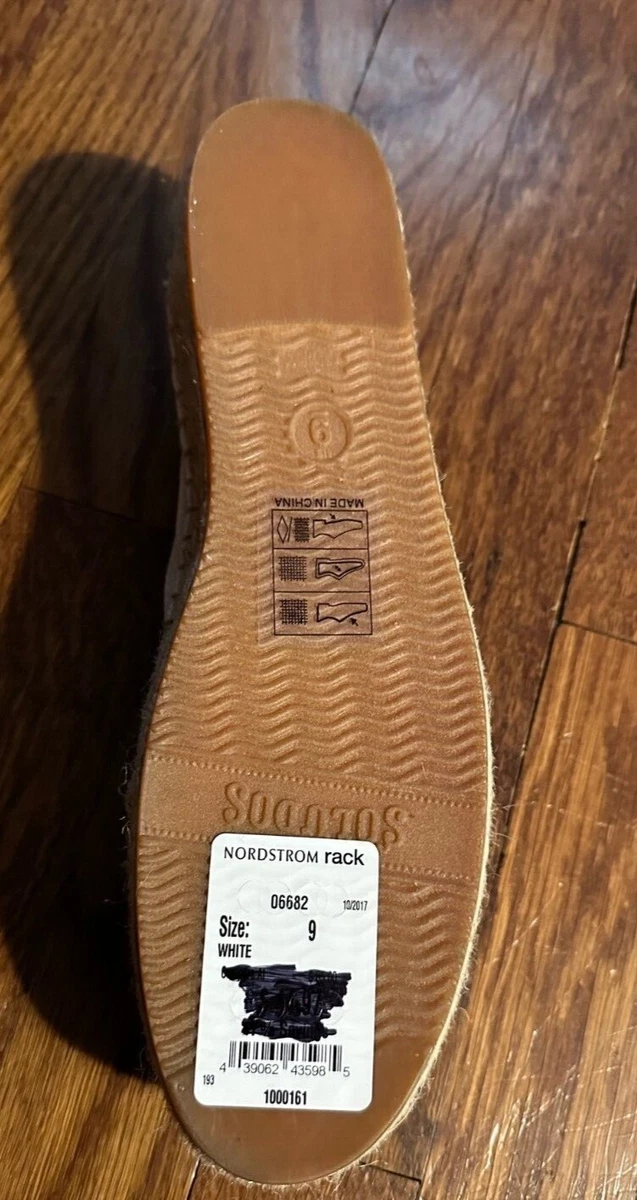 9
MADE IN CHINA
SOLUDOS
NORDSTROM rack
06682 10/2017
Size: 9
WHITE
4 39062 43598 5
193
1000161